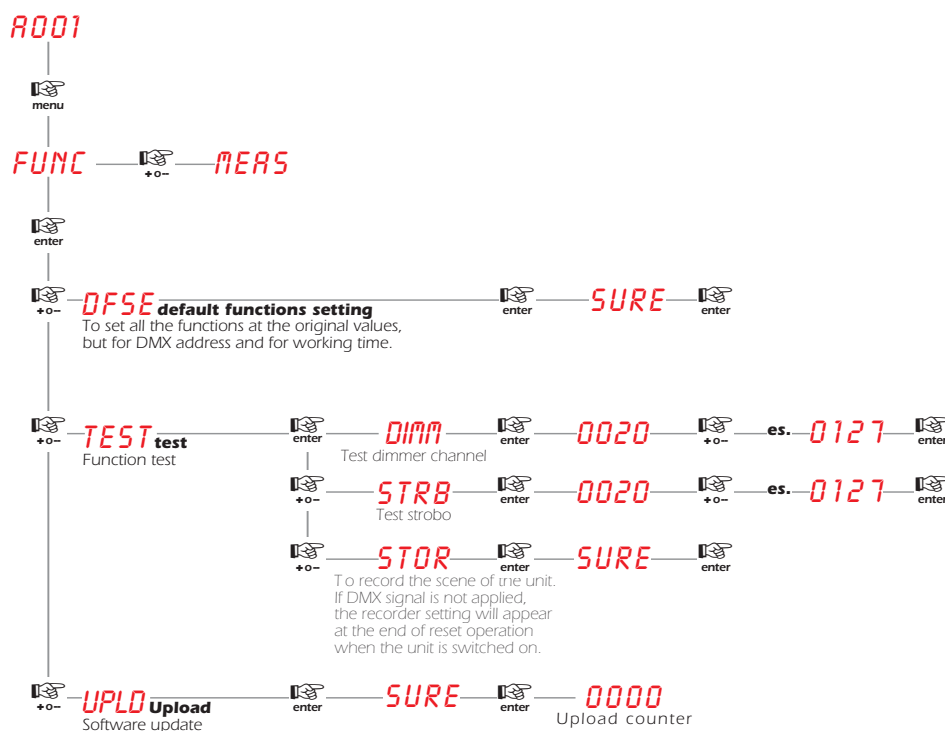 A001
menu
FUNC +o– MEAS
enter
+o– DFSE default functions setting enter SURE enter
To set all the functions at the original values,
but for DMX address and for working time.
+o– TEST test enter DIMM enter 0020 +o– es. 0127 enter
Function test
Test dimmer channel
+o– STRB enter 0020 +o– es. 0127 enter
Test strobo
+o– STOR enter SURE enter
To record the scene of the unit.
If DMX signal is not applied,
the recorder setting will appear
at the end of reset operation
when the unit is switched on.
+o– UPLD Upload enter SURE enter 0000
Software update
Upload counter